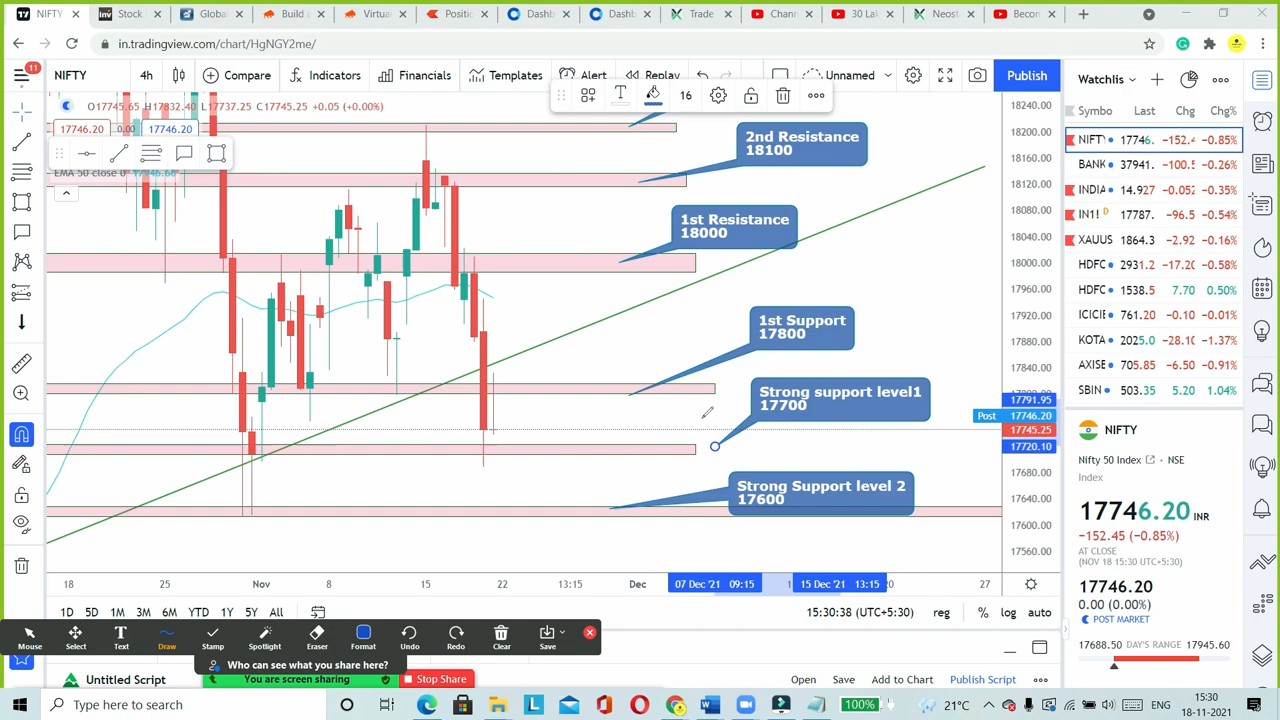 NIFTY
Stock
Global
Build
Virtual
Positi
Dashb
Dashb
Trade
Chann
30 Lak
Neost
Becon
in.tradingview.com/chart/HgNGY2me/
11
NIFTY 4h Compare Indicators Financials Templates Alert Replay Unnamed Publish
16
O17745.65 H17832.40 L17737.25 C17745.25 +0.05 (+0.00%)
17746.20 0.00 17746.20
EMA 50 close 0
2nd Resistance
18100
1st Resistance
18000
1st Support
17800
Strong support level1
17700
Strong Support level 2
17600
18240.00
18200.00
18160.00
18120.00
18080.00
18040.00
18000.00
17960.00
17920.00
17880.00
17840.00
17791.95
Post 17746.20
17745.25
17720.10
17680.00
17640.00
17600.00
17560.00
18 25 Nov 8 15 22 13:15 Dec 07 Dec '21 09:15 15 Dec '21 13:15 27
1D 5D 1M 3M 6M YTD 1Y 5Y All
15:30:38 (UTC+5:30) reg % log auto
Watchlis
Symbo Last Chg Chg%
NIFTY 17746. -152.4 -0.85%
BANK 37941. -100.5 -0.26%
INDIA 14.927 -0.052 -0.35%
IN1! D 17787. -96.5 -0.54%
XAUUS 1864.3 -2.92 -0.16%
HDFC 2931.2 -17.20 -0.58%
HDFC 1538.5 7.70 0.50%
ICICIE 761.20 -0.10 -0.01%
KOTA 2025.0 -28.10 -1.37%
AXISE 705.85 -6.50 -0.91%
SBIN 503.35 5.20 1.04%
NIFTY
Nifty 50 Index • NSE
Index
17746.20 INR
-152.45 (-0.85%)
AT CLOSE
(NOV 18 15:30 UTC+5:30)
17746.20
0.00 (0.00%)
POST MARKET
17688.50 DAY'S RANGE 17945.60
Mouse Select Text Draw Stamp Spotlight Eraser Format Undo Redo Clear Save
Who can see what you share here?
You are screen sharing Stop Share
Untitled Script
Open Save Add to Chart Publish Script
Type here to search
100%
21°C
ENG
15:30
18-11-2021